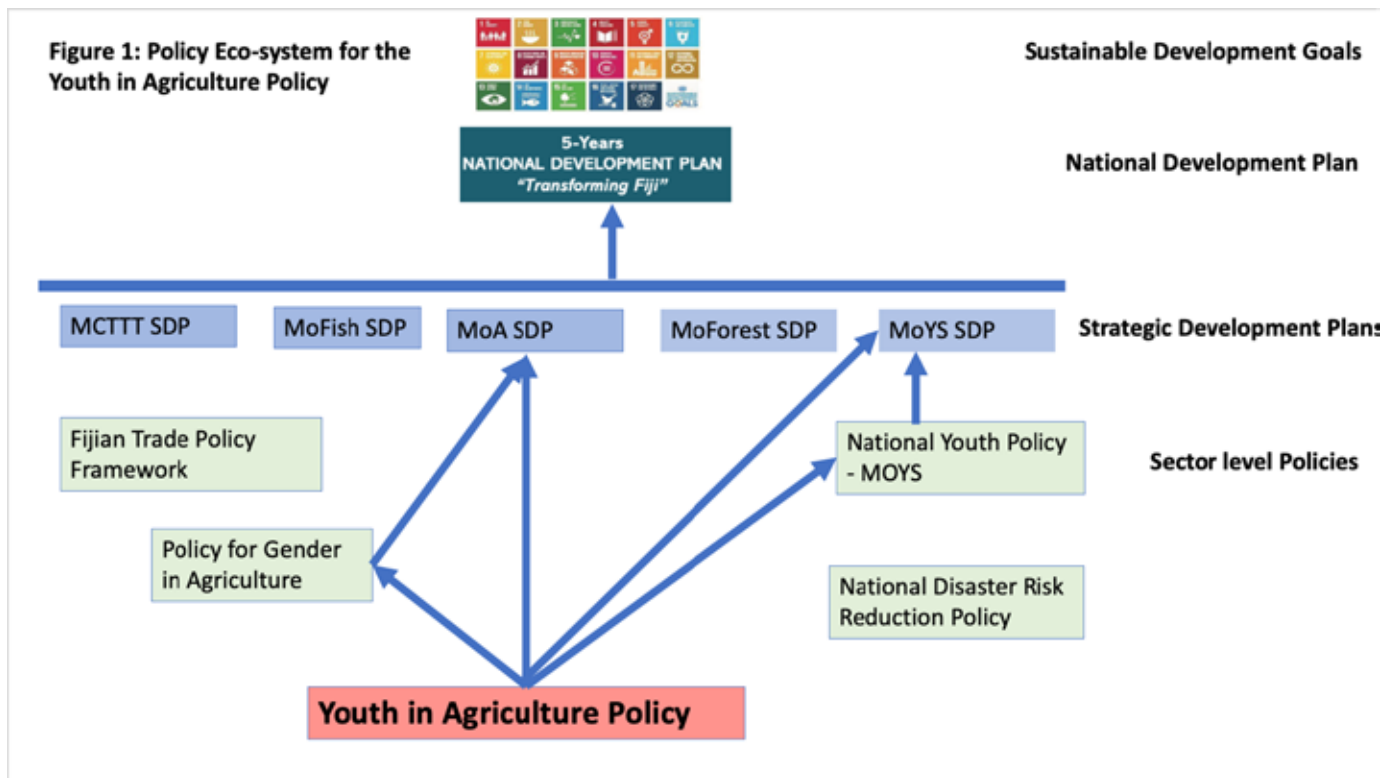 Figure 1: Policy Eco-system for the
Youth in Agriculture Policy
Sustainable Development Goals
GOALS
5-Years
NATIONAL DEVELOPMENT PLAN
"Transforming Fiji"
National Development Plan
MCTTT SDP
MoFish SDP
MoA SDP
MoForest SDP
MoYS SDP
Strategic Development Plans
Fijian Trade Policy
Framework
National Youth Policy
- MOYS
Sector level Policies
Policy for Gender
in Agriculture
National Disaster Risk
Reduction Policy
Youth in Agriculture Policy